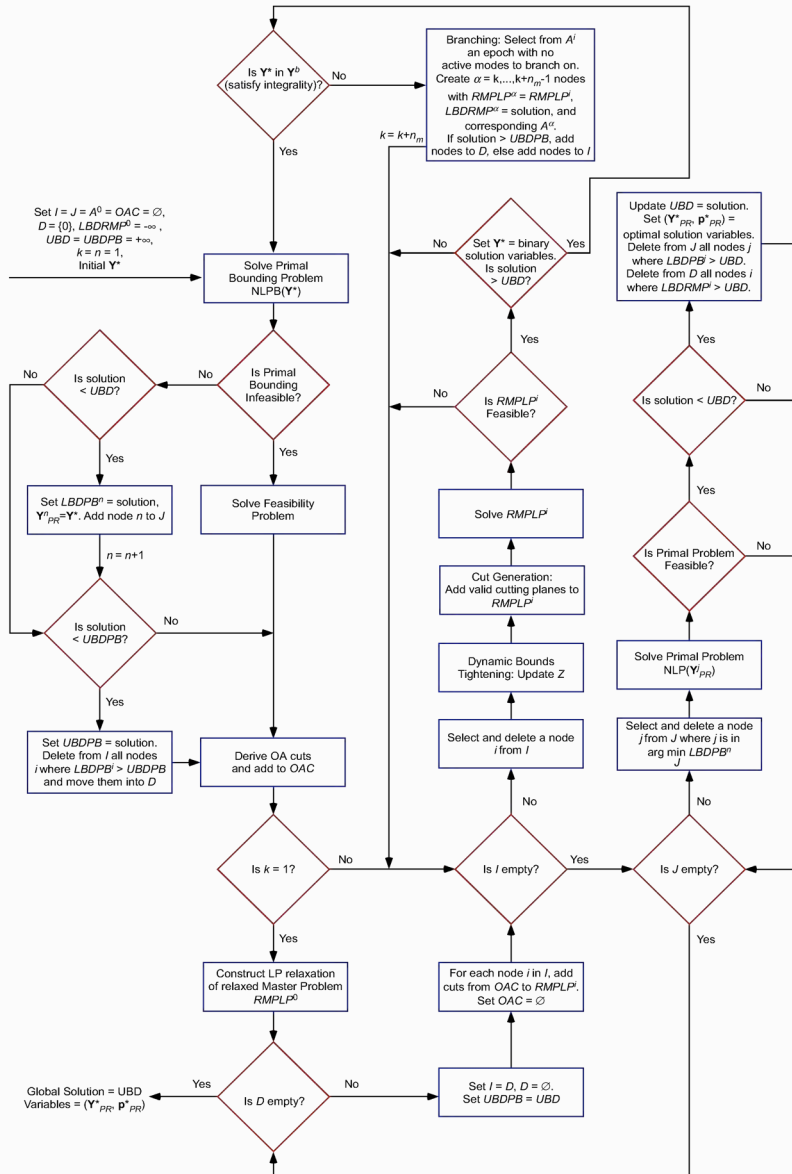 Is Y* in Y^b
(satisfy integrality)?
No
Yes
Branching: Select from A^i
an epoch with no
active modes to branch on.
Create α = k,...,k+n_m-1 nodes
with RMPLP^α = RMPLP^i,
LBDRMP^α = solution, and
corresponding A^α.
If solution > UBDPB, add
nodes to D, else add nodes to I
k = k+n_m
Set I = J = A^0 = OAC = ∅,
D = {0}, LBDRMP^0 = -∞ ,
UBD = UBDPB = +∞,
k = n = 1,
Initial Y*
Solve Primal
Bounding Problem
NLPB(Y*)
Set Y* = binary
solution variables.
Is solution
> UBD?
No
Yes
Yes
Update UBD = solution.
Set (Y*_PR, p*_PR) =
optimal solution variables.
Delete from J all nodes j
where LBDPB^j > UBD.
Delete from D all nodes i
where LBDRMP^i > UBD.
Is solution
< UBD?
No
Yes
Is Primal
Bounding
Infeasible?
No
Yes
Is RMPLP^i
Feasible?
No
Yes
Is solution < UBD?
No
Yes
Set LBDPB^n = solution,
Y^n_PR=Y*. Add node n to J
n = n+1
Solve Feasibility
Problem
Solve RMPLP^i
Is Primal Problem
Feasible?
No
Cut Generation:
Add valid cutting planes to
RMPLP^i
Is solution
< UBDPB?
No
Yes
Dynamic Bounds
Tightening: Update Z
Solve Primal Problem
NLP(Y^j_PR)
Set UBDPB = solution.
Delete from I all nodes
i where LBDPB^i > UBDPB
and move them into D
Derive OA cuts
and add to OAC
Select and delete a node
i from I
Select and delete a node
j from J where j is in
arg min LBDPB^n
J
No
No
Is k = 1?
No
Yes
Is I empty?
Yes
Is J empty?
Yes
Construct LP relaxation
of relaxed Master Problem
RMPLP^0
For each node i in I, add
cuts from OAC to RMPLP^i.
Set OAC = ∅
Global Solution = UBD
Variables = (Y*_PR, p*_PR)
Yes
Is D empty?
No
Set I = D, D = ∅.
Set UBDPB = UBD